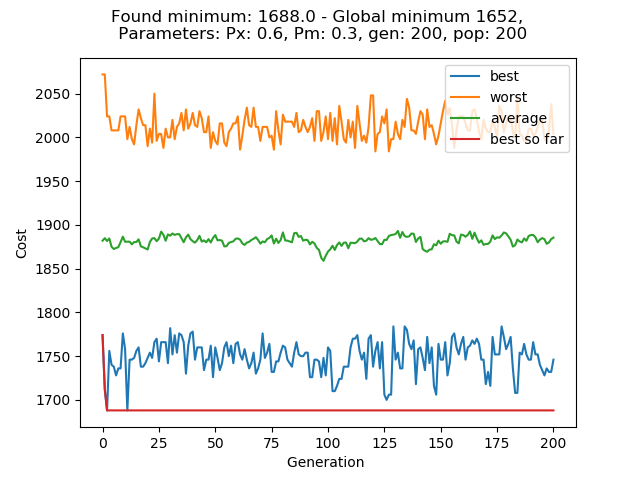 Found minimum: 1688.0 - Global minimum 1652,
Parameters: Px: 0.6, Pm: 0.3, gen: 200, pop: 200
best
worst
average
best so far
2050
2000
1950
1900
1850
1800
1750
1700
Cost
0 25 50 75 100 125 150 175 200
Generation